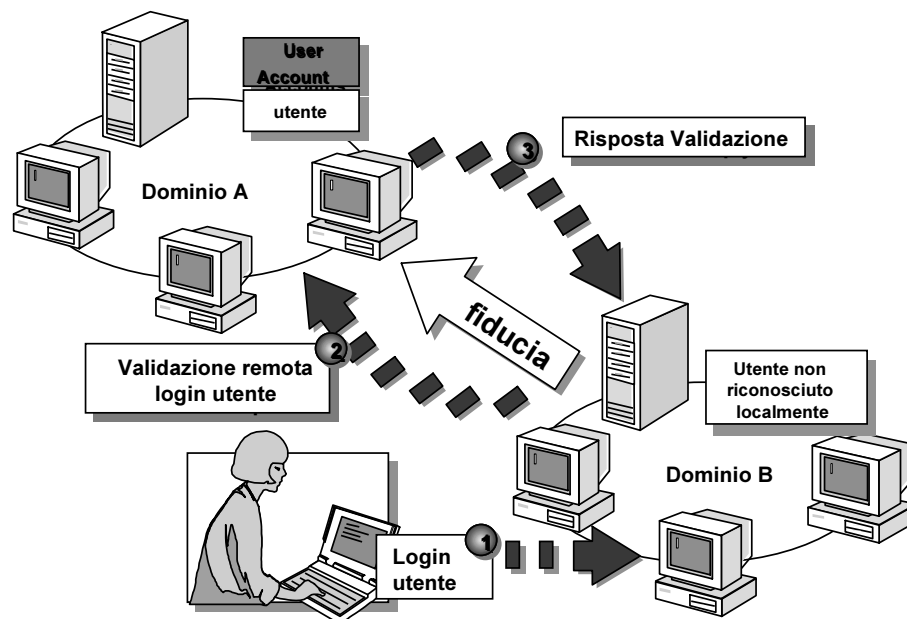 User
Account
utente
3
Risposta Validazione
Dominio A
fiducia
2
Validazione remota
login utente
Utente non
riconosciuto
localmente
Dominio B
1
Login
utente